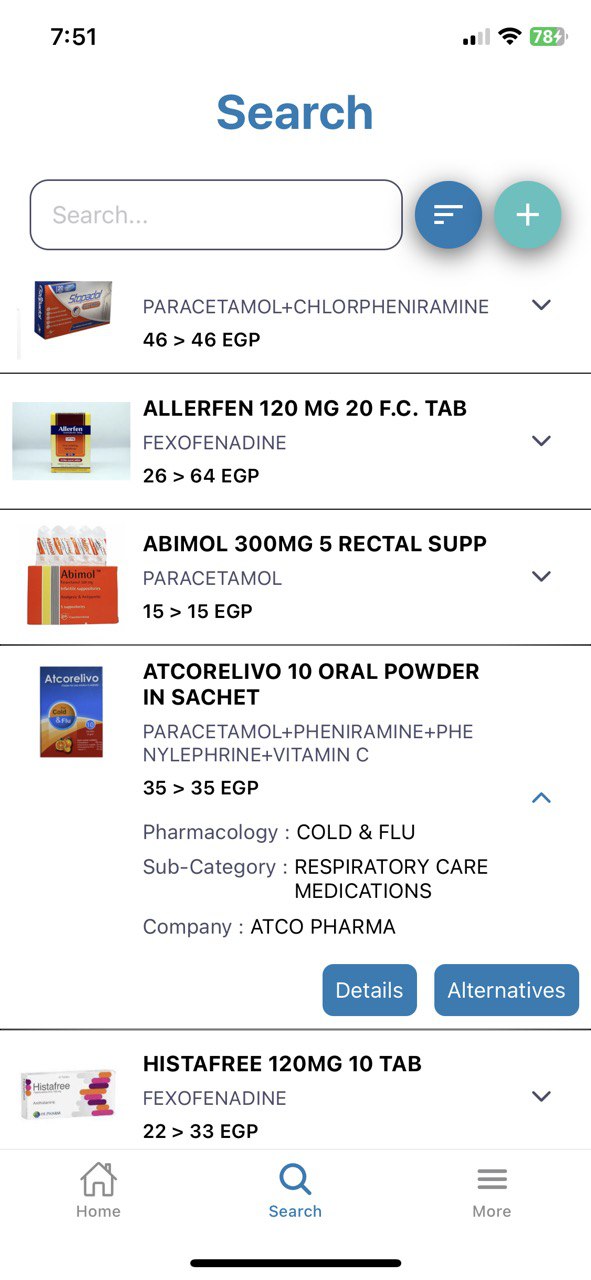 7:51
78
Search
Search...
Stopadol
PARACETAMOL+CHLORPHENIRAMINE
46 > 46 EGP
Allerfen
ALLERFEN 120 MG 20 F.C. TAB
FEXOFENADINE
26 > 64 EGP
Abimol
ABIMOL 300MG 5 RECTAL SUPP
PARACETAMOL
15 > 15 EGP
Atcorelivo
Cold
& Flu
10
ATCORELIVO 10 ORAL POWDER
IN SACHET
PARACETAMOL+PHENIRAMINE+PHE
NYLEPHRINE+VITAMIN C
35 > 35 EGP
Pharmacology : COLD & FLU
Sub-Category : RESPIRATORY CARE
MEDICATIONS
Company : ATCO PHARMA
Details Alternatives
Histafree
HISTAFREE 120MG 10 TAB
FEXOFENADINE
22 > 33 EGP
Home Search More